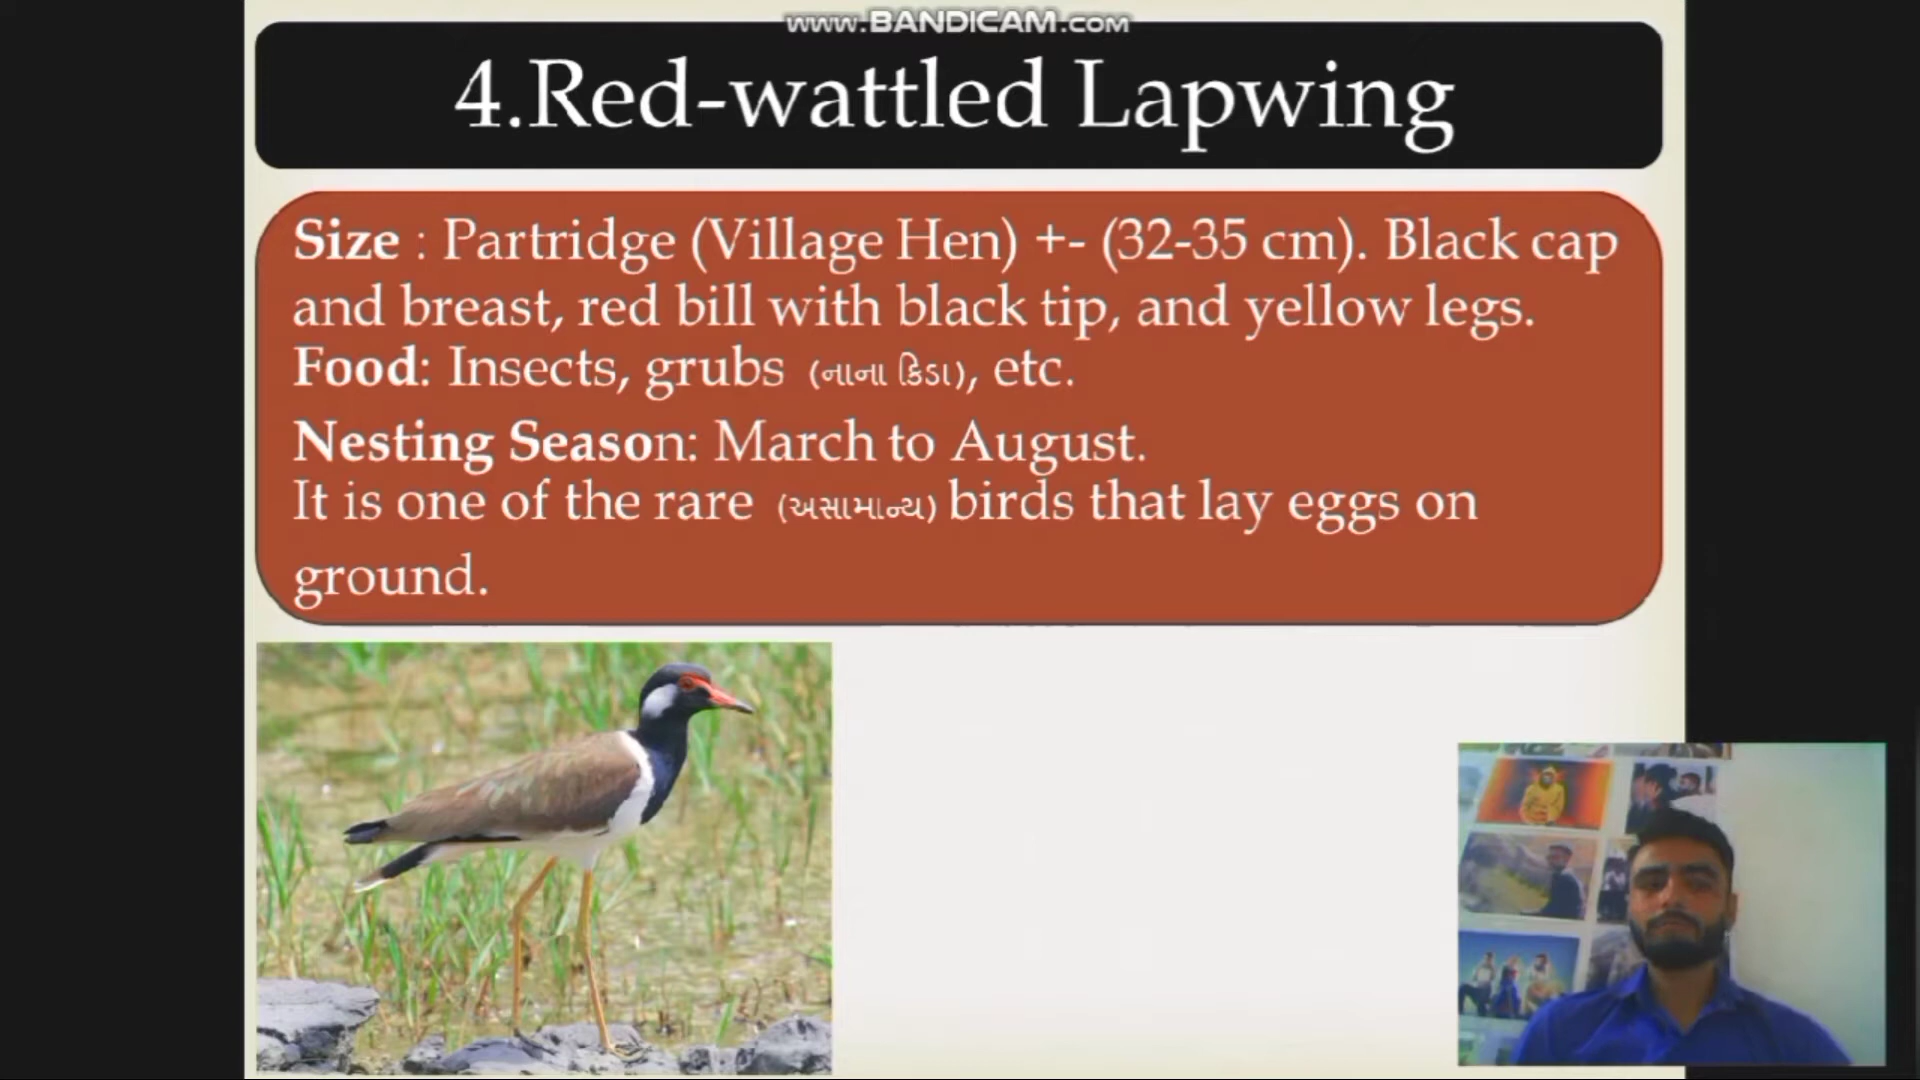 www.BANDICAM.com
4.Red-wattled Lapwing
Size : Partridge (Village Hen) +- (32-35 cm). Black cap
and breast, red bill with black tip, and yellow legs.
Food: Insects, grubs (નાના કિડા), etc.
Nesting Season: March to August.
It is one of the rare (અસામાન્ય) birds that lay eggs on
ground.